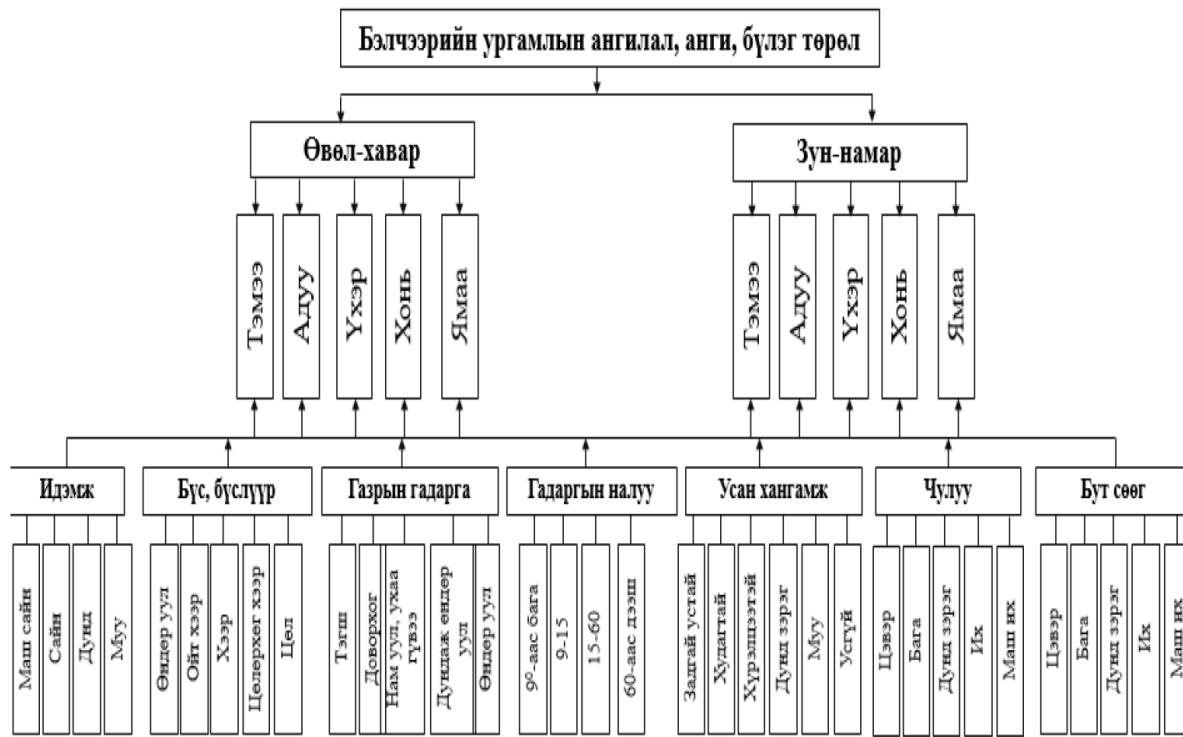 Бэлчээрийн ургамлын ангилал, анги, бүлэг төрөл
Өвөл-хавар
Зун-намар
Тэмээ
Адуу
Үхэр
Хонь
Ямаа
Тэмээ
Адуу
Үхэр
Хонь
Ямаа
Идэмж
Бүс, бүслүүр
Газрын гадарга
Гадаргын налуу
Усан хангамж
Чулуу
Бут сөөг
Маш сайн
Сайн
Дунд
Муу
Өндөр уул
Ойт хээр
Хээр
Цөлөрхөг хээр
Цөл
Тэгш
Доворхог
Нам уул, ухаа
гүвээ
Дундаж өндөр
уул
Өндөр уул
9⁰-аас бага
9-15
15-60
60-аас дээш
Задгай устай
Худагтай
Хүрэлцээтэй
Дунд зэрэг
Муу
Усгүй
Цэвэр
Бага
Дунд зэрэг
Их
Маш их
Цэвэр
Бага
Дунд зэрэг
Их
Маш их